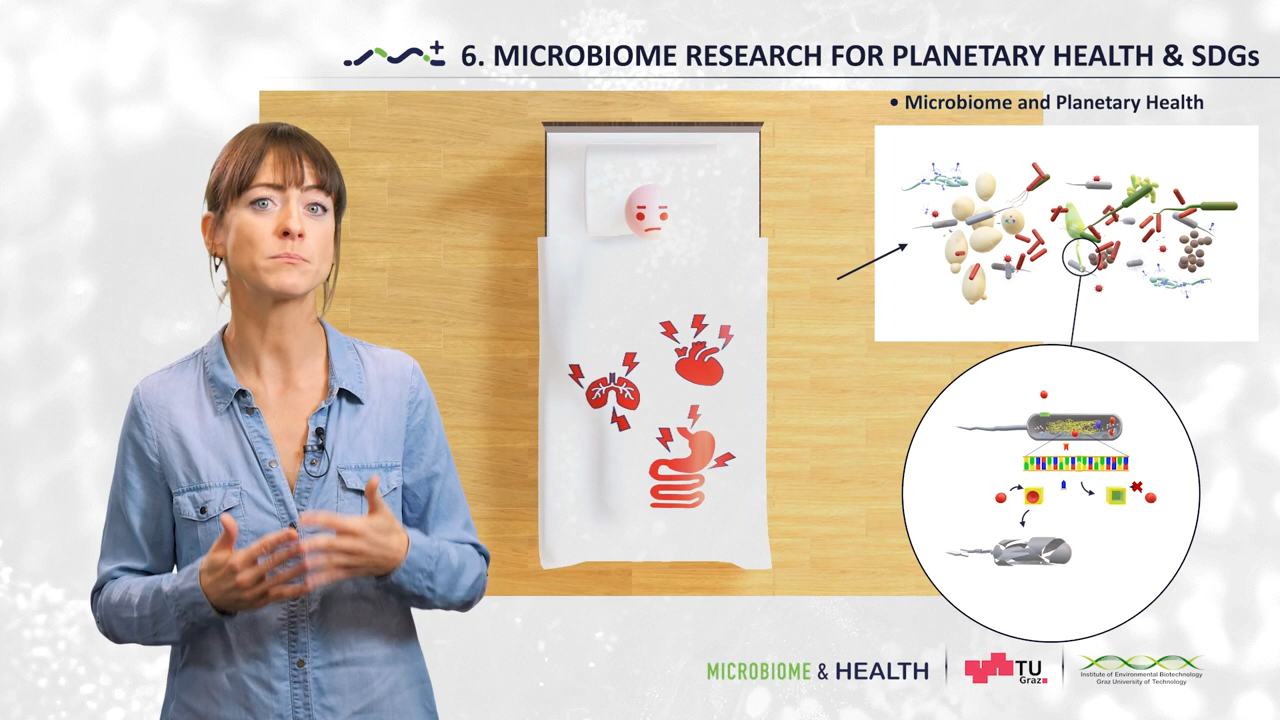 6. MICROBIOME RESEARCH FOR PLANETARY HEALTH & SDGs
• Microbiome and Planetary Health
MICROBIOME & HEALTH
TU
Graz
Institute of Environmental Biotechnology
Graz University of Technology